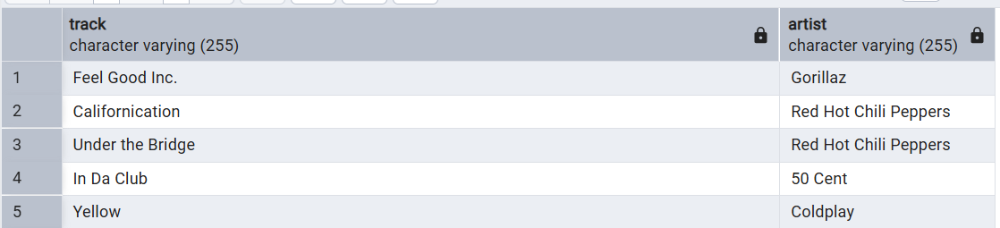 track artist
character varying (255) character varying (255)
1 Feel Good Inc. Gorillaz
2 Californication Red Hot Chili Peppers
3 Under the Bridge Red Hot Chili Peppers
4 In Da Club 50 Cent
5 Yellow Coldplay